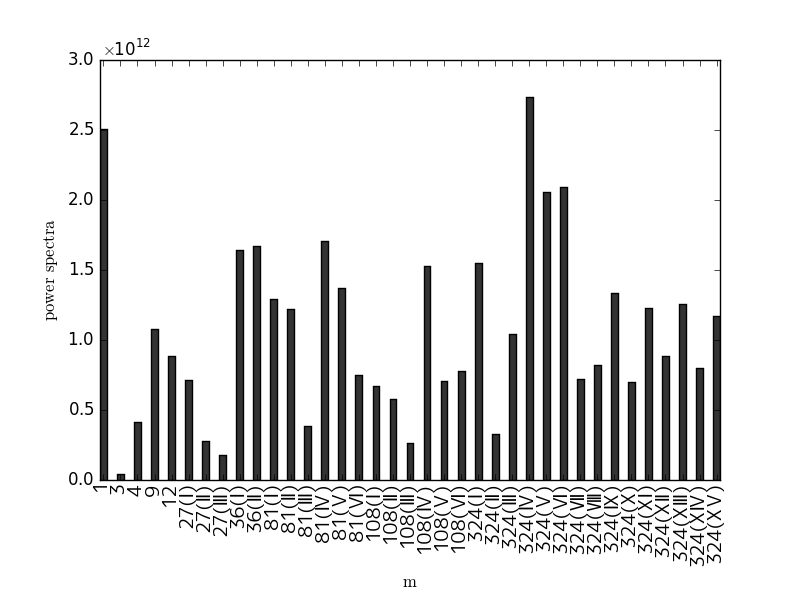 ×10¹²
3.0
2.5
2.0
1.5
1.0
0.5
0.0
power spectra
1
3
4
9
12
27(I)
27(II)
27(III)
36(I)
36(II)
81(I)
81(II)
81(III)
81(IV)
81(V)
81(VI)
108(I)
108(II)
108(III)
108(IV)
108(V)
108(VI)
324(I)
324(II)
324(III)
324(IV)
324(V)
324(VI)
324(VII)
324(VIII)
324(IX)
324(X)
324(XI)
324(XII)
324(XIII)
324(XIV)
324(XV)
m